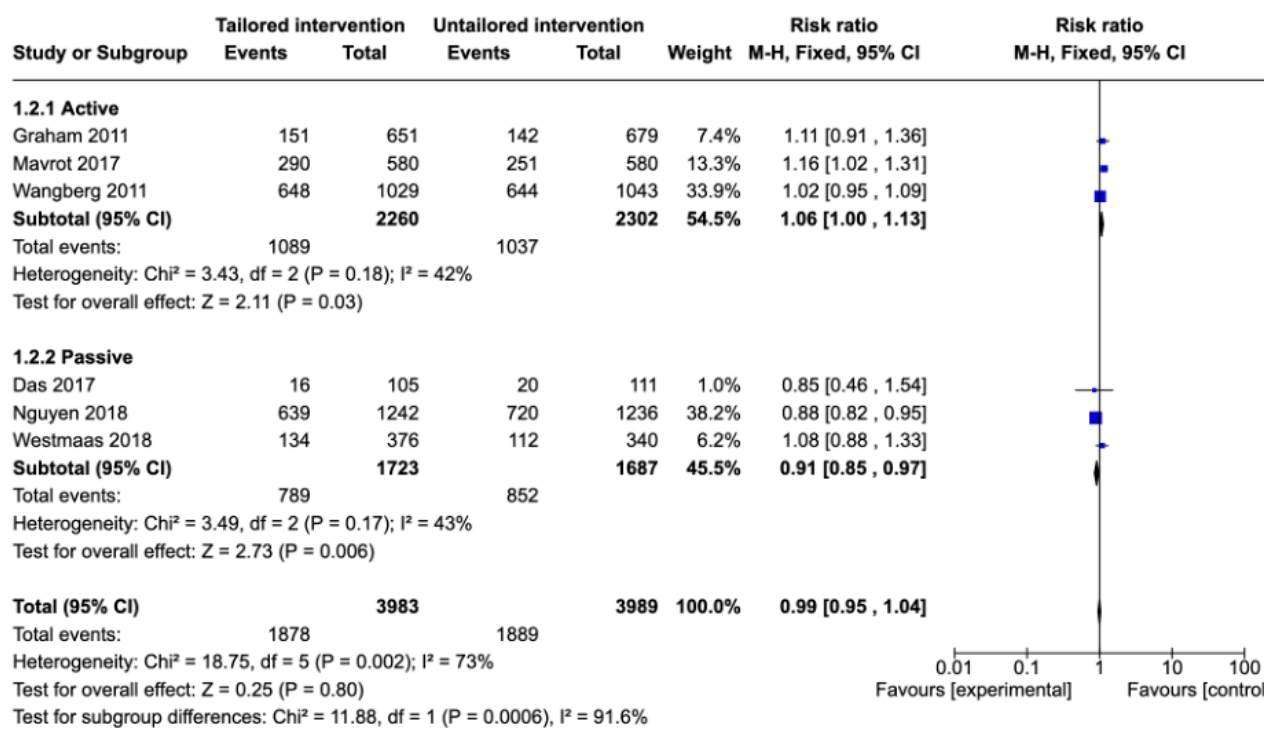 Tailored intervention Untailored intervention Risk ratio Risk ratio
Study or Subgroup Events Total Events Total Weight M-H, Fixed, 95% CI M-H, Fixed, 95% CI
1.2.1 Active
Graham 2011 151 651 142 679 7.4% 1.11 [0.91 , 1.36]
Mavrot 2017 290 580 251 580 13.3% 1.16 [1.02 , 1.31]
Wangberg 2011 648 1029 644 1043 33.9% 1.02 [0.95 , 1.09]
Subtotal (95% CI) 2260 2302 54.5% 1.06 [1.00 , 1.13]
Total events: 1089 1037
Heterogeneity: Chi² = 3.43, df = 2 (P = 0.18); I² = 42%
Test for overall effect: Z = 2.11 (P = 0.03)
1.2.2 Passive
Das 2017 16 105 20 111 1.0% 0.85 [0.46 , 1.54]
Nguyen 2018 639 1242 720 1236 38.2% 0.88 [0.82 , 0.95]
Westmaas 2018 134 376 112 340 6.2% 1.08 [0.88 , 1.33]
Subtotal (95% CI) 1723 1687 45.5% 0.91 [0.85 , 0.97]
Total events: 789 852
Heterogeneity: Chi² = 3.49, df = 2 (P = 0.17); I² = 43%
Test for overall effect: Z = 2.73 (P = 0.006)
Total (95% CI) 3983 3989 100.0% 0.99 [0.95 , 1.04]
Total events: 1878 1889
Heterogeneity: Chi² = 18.75, df = 5 (P = 0.002); I² = 73%
0.01 0.1 1 10 100
Test for overall effect: Z = 0.25 (P = 0.80)
Favours [experimental] Favours [control
Test for subgroup differences: Chi² = 11.88, df = 1 (P = 0.0006), I² = 91.6%